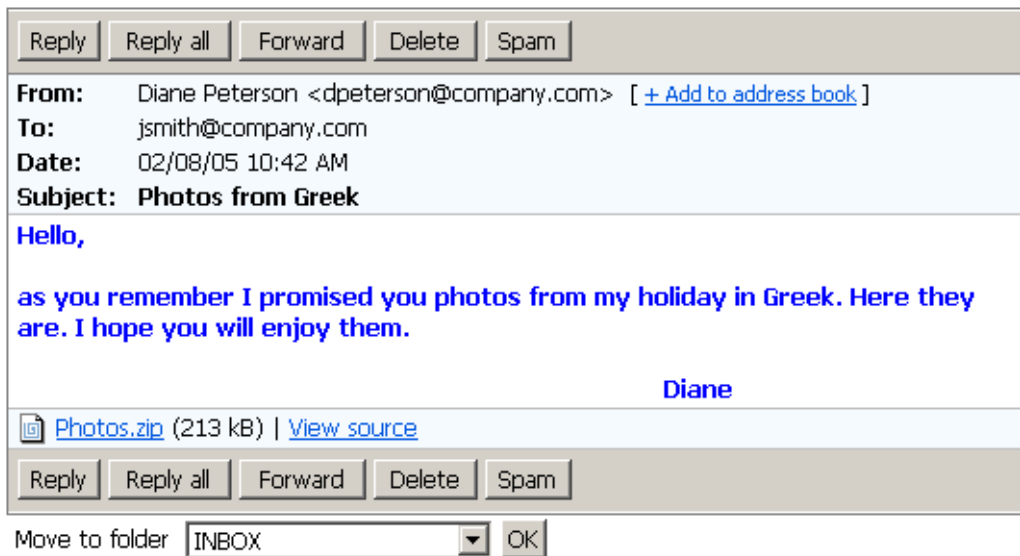 Reply Reply all Forward Delete Spam
From: Diane Peterson <dpeterson@company.com> [ + Add to address book ]
To: jsmith@company.com
Date: 02/08/05 10:42 AM
Subject: Photos from Greek
Hello,
as you remember I promised you photos from my holiday in Greek. Here they
are. I hope you will enjoy them.
Diane
Photos.zip (213 kB) | View source
Reply Reply all Forward Delete Spam
Move to folder INBOX OK